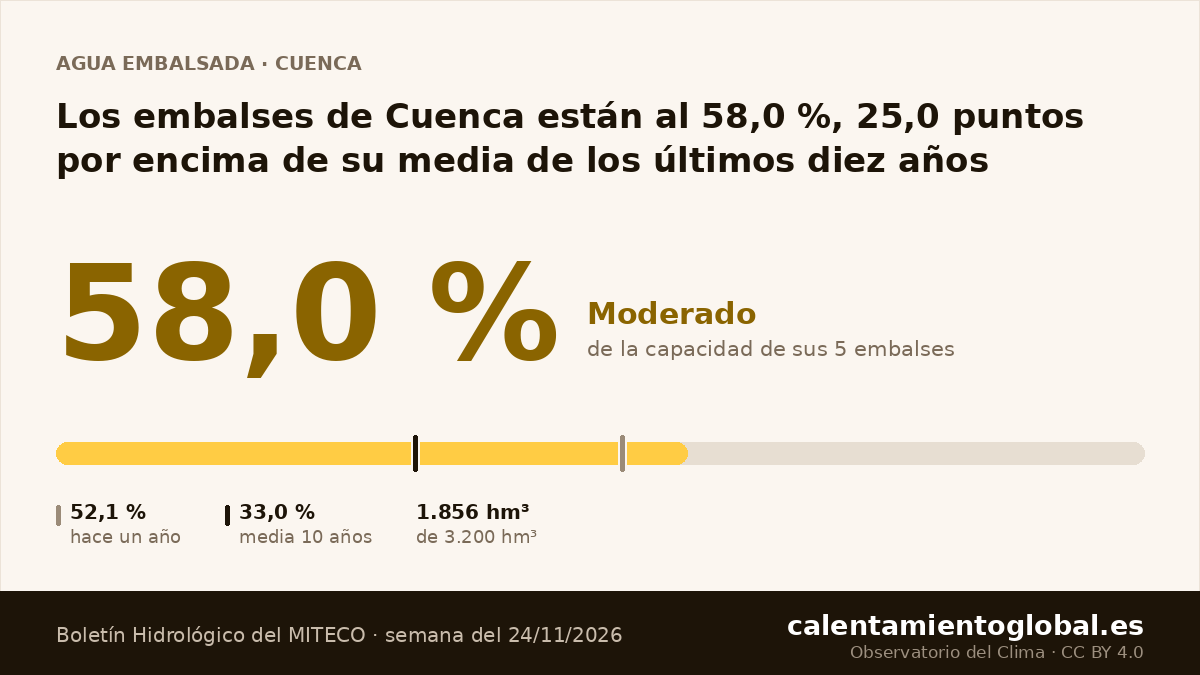 AGUA EMBALSADA · CUENCA
Los embalses de Cuenca están al 58,0 %, 25,0 puntos
por encima de su media de los últimos diez años
58,0 %
Moderado
de la capacidad de sus 5 embalses
52,1 %
hace un año
33,0 %
media 10 años
1.856 hm³
de 3.200 hm³
Boletín Hidrológico del MITECO · semana del 24/11/2026
calentamientoglobal.es
Observatorio del Clima · CC BY 4.0